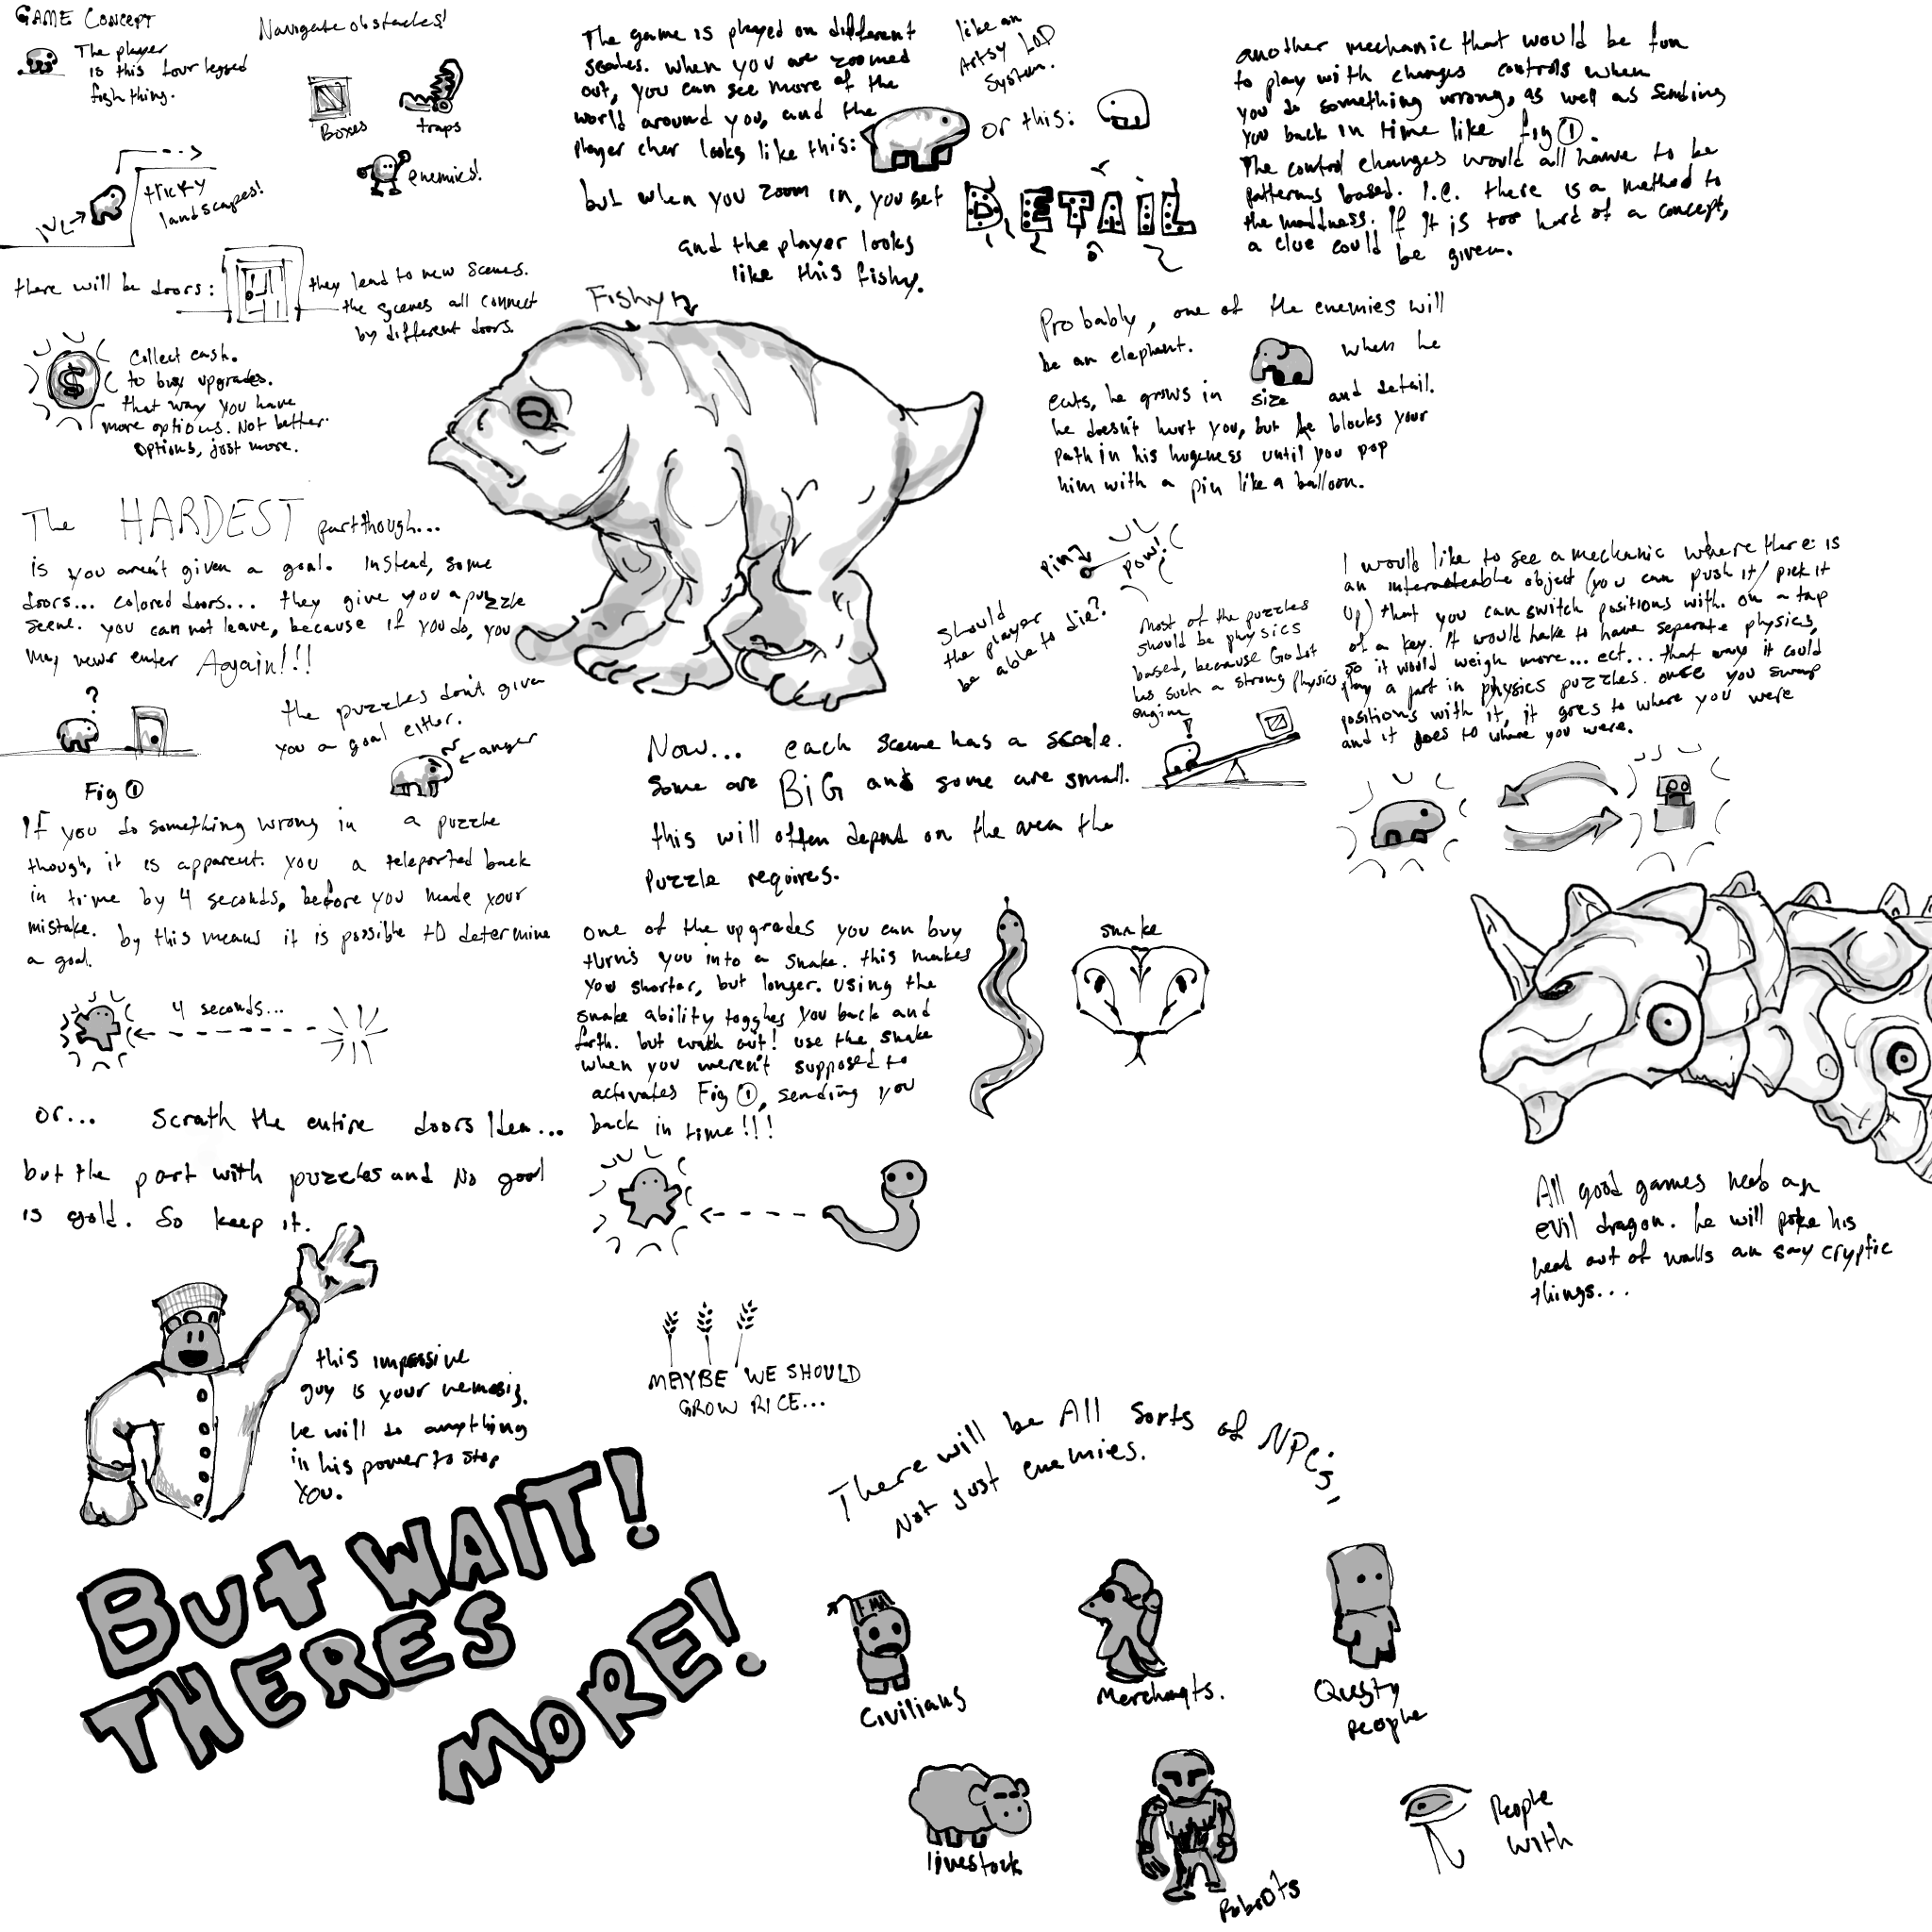 GAME CONCEPT
The player
is this four legged
fish thing.
Navigate obstacles!
Boxes
traps
enemies!
LVL→
tricky
landscapes!
there will be doors:
they lead to new scenes.
the scenes all connect
by different doors.
$
Collect cash.
to buy upgrades.
that way you have
more options. Not better
options, just more.
The HARDEST part though...
is you aren't given a goal. Instead, some
doors... colored doors... they give you a puzzle
scene. you can not leave, because if you do, you
may never enter Again!!!
?
the puzzles don't given
you a goal either.
←anger
Fig ①
If you do something wrong in a puzzle
though, it is apparent. you a teleported back
in time by 4 seconds, before you made your
mistake. by this means it is possible to determine
a goal.
4 seconds...
or... scrath the entire doors Idea...
but the part with puzzles and no goal
is gold. So keep it.
this impressive
guy is your nemesis.
he will do anything
in his power to stop
you.
BUT WAIT!
THERES
MORE!
The game is played on different
scales. when you are zoomed
out, you can see more of the
world around you, and the
player char looks like this:
or this:
like an
Artsy LOD
System.
but when you zoom in, you get
DETAIL
and the player looks
like this fishy.
Fishy
Now... each scene has a scale.
Some are BiG and some are small.
this will often depend on the area the
puzzle requires.
one of the upgrades you can buy
turns you into a snake. this makes
you shorter, but longer. Using the
snake ability toggles you back and
forth. but watch out! use the snake
when you weren't supposed to
activates Fig ①, sending you
back in time!!!
snake
MAYBE WE SHOULD
GROW RICE...
another mechanic that would be fun
to play with changes controls when
you do something wrong, as well as sending
you back in time like fig ①.
The control changes would all have to be
patterns based. I.e. there is a method to
the maddness. If it is too hard of a concept,
a clue could be given.
Probably, one of the enemies will
be an elephant. when he
eats, he grows in size and detail.
he doesn't hurt you, but he blocks your
path in his hugeness until you pop
him with a pin like a balloon.
pin
pow!
Should
the player
be able to die?
Most of the puzzles
should be physics
based, because Godot
has such a strong physics
engine
!
I would like to see a mechanic where there is
an interacteable object (you can push it/ pick it
up) that you can switch positions with. on a tap
of a key. It would hake to have separate physics,
so it would weigh more... ect... that way it could
play a part in physics puzzles. once you swap
positions with it, it goes to where you were
and it goes to where you were.
All good games need an
evil dragon. he will poke his
head out of walls an say cryptic
things...
There will be All sorts of NPC's,
Not just enemies.
Civilians
Merchants.
Questy
People
livestock
Robots
People
with